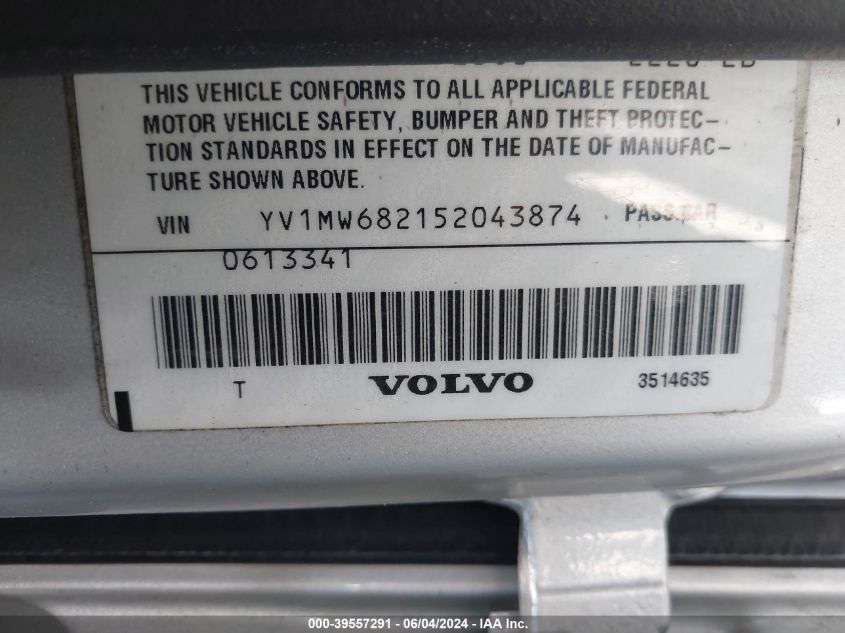 THIS VEHICLE CONFORMS TO ALL APPLICABLE FEDERAL
MOTOR VEHICLE SAFETY, BUMPER AND THEFT PROTEC-
TION STANDARDS IN EFFECT ON THE DATE OF MANUFAC-
TURE SHOWN ABOVE.
VIN YV1MW682152043874 PASS.CAR
0613341
T VOLVO 3514635
000-39557291 - 06/04/2024 - IAA Inc.